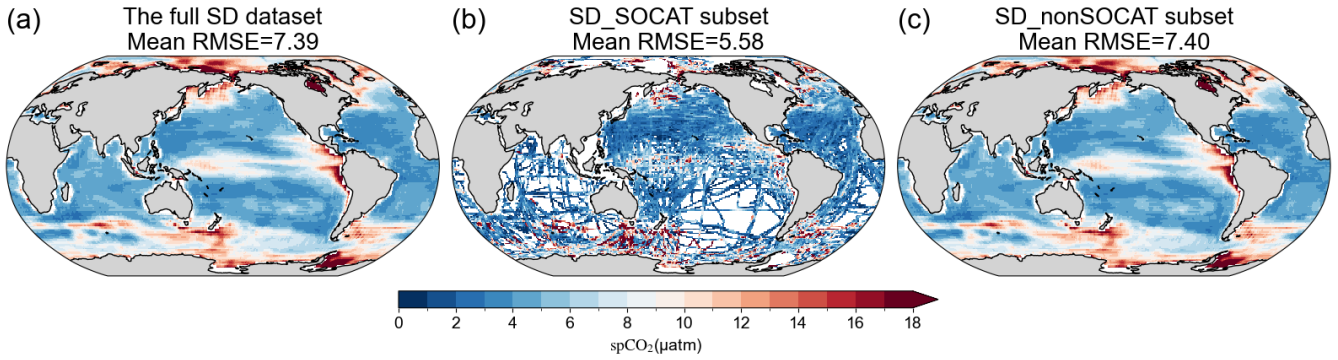 (a)
The full SD dataset
Mean RMSE=7.39
(b)
SD_SOCAT subset
Mean RMSE=5.58
(c)
SD_nonSOCAT subset
Mean RMSE=7.40
0 2 4 6 8 10 12 14 16 18
spCO₂(µatm)